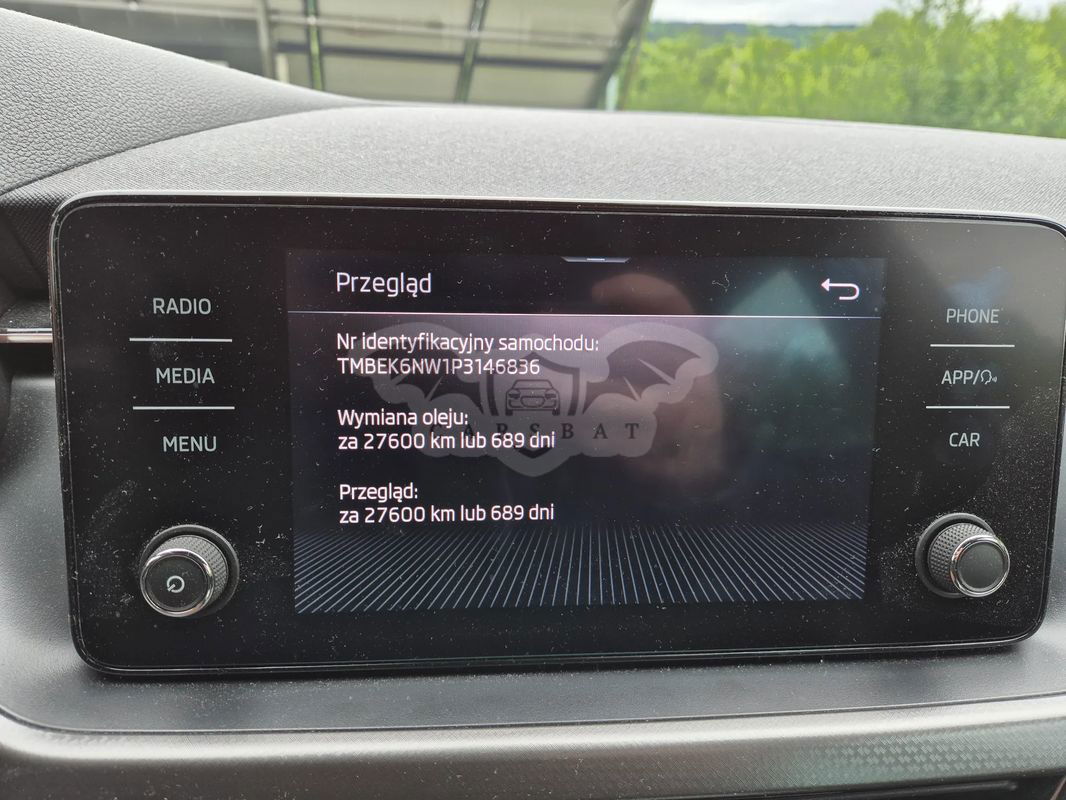 Przegląd
RADIO
MEDIA
MENU
Nr identyfikacyjny samochodu:
TMBEK6NW1P3146836
Wymiana oleju:
za 27600 km lub 689 dni
CARSBAT
Przegląd:
za 27600 km lub 689 dni
PHONE
APP/
CAR